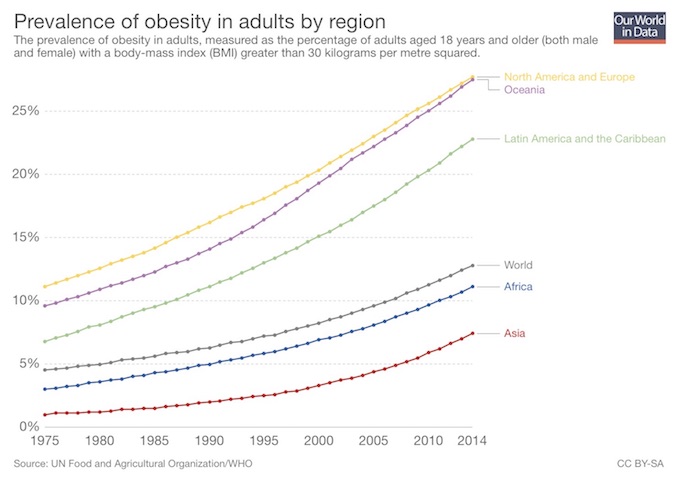 Prevalence of obesity in adults by region
The prevalence of obesity in adults, measured as the percentage of adults aged 18 years and older (both male
and female) with a body-mass index (BMI) greater than 30 kilograms per metre squared.
Our World
in Data
North America and Europe
Oceania
25%
Latin America and the Caribbean
20%
15%
World
10%
Africa
Asia
5%
0%
1975 1980 1985 1990 1995 2000 2005 2010 2014
Source: UN Food and Agricultural Organization/WHO
CC BY-SA